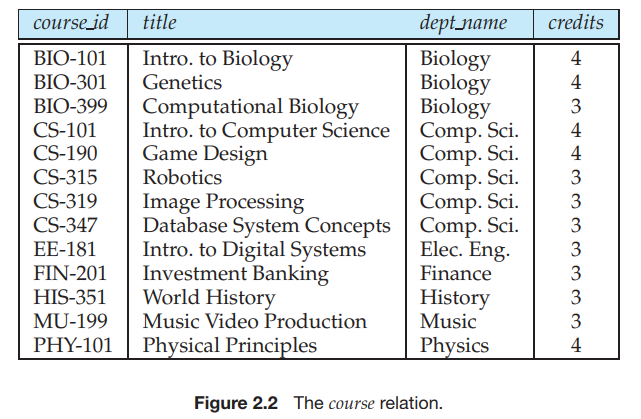 course_id title dept_name credits
BIO-101 Intro. to Biology Biology 4
BIO-301 Genetics Biology 4
BIO-399 Computational Biology Biology 3
CS-101 Intro. to Computer Science Comp. Sci. 4
CS-190 Game Design Comp. Sci. 4
CS-315 Robotics Comp. Sci. 3
CS-319 Image Processing Comp. Sci. 3
CS-347 Database System Concepts Comp. Sci. 3
EE-181 Intro. to Digital Systems Elec. Eng. 3
FIN-201 Investment Banking Finance 3
HIS-351 World History History 3
MU-199 Music Video Production Music 3
PHY-101 Physical Principles Physics 4
Figure 2.2 The course relation.